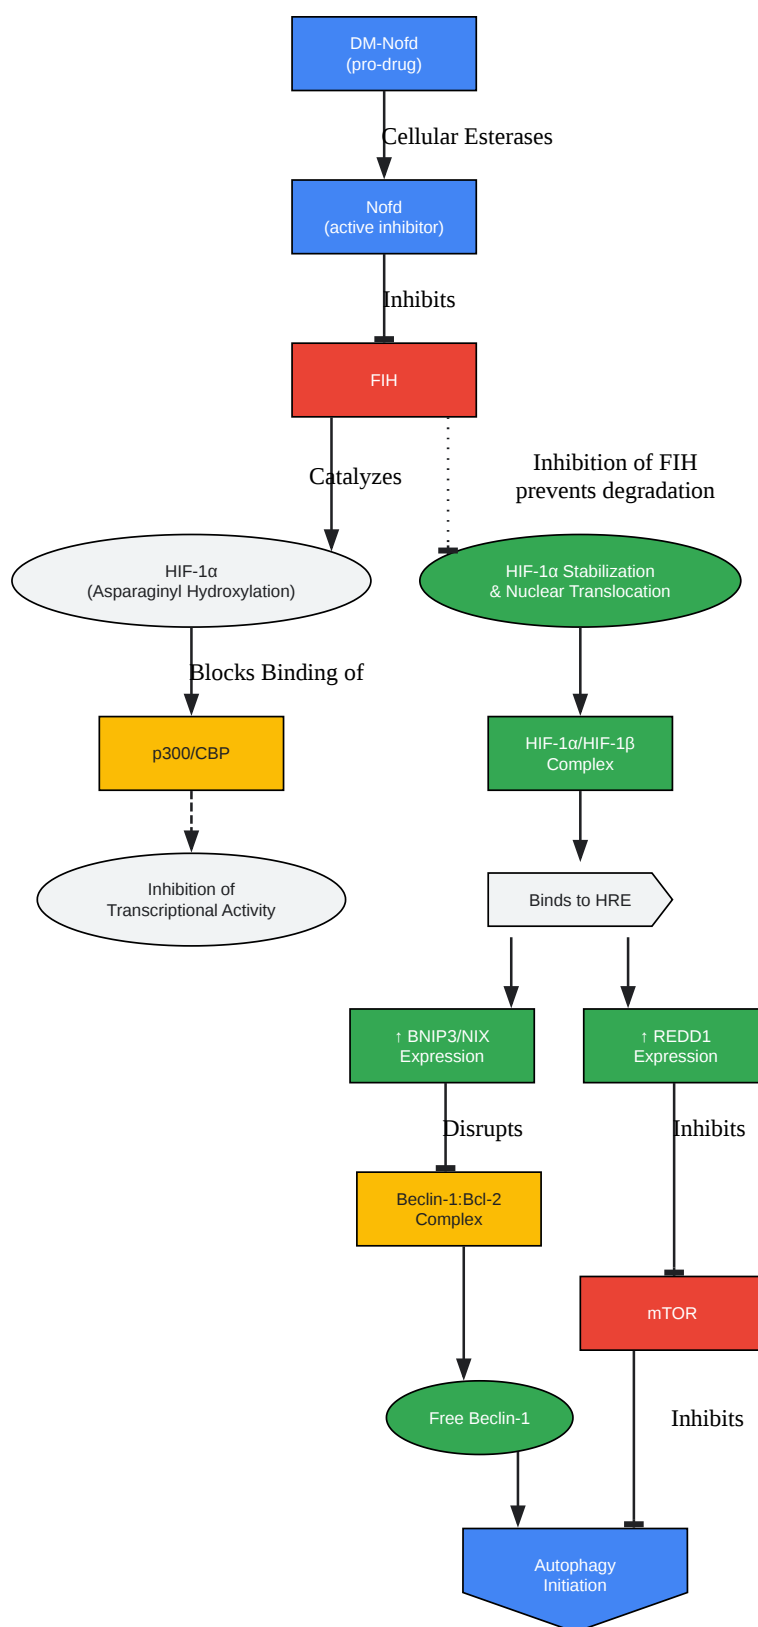 DM-Nofd
(pro-drug)
Cellular Esterases
Nofd
(active inhibitor)
Inhibits
FIH
Catalyzes
Inhibition of FIH
prevents degradation
HIF-1α
(Asparaginyl Hydroxylation)
HIF-1α Stabilization
& Nuclear Translocation
Blocks Binding of
p300/CBP
HIF-1α/HIF-1β
Complex
Inhibition of
Transcriptional Activity
Binds to HRE
↑ BNIP3/NIX
Expression
↑ REDD1
Expression
Disrupts
Inhibits
Beclin-1:Bcl-2
Complex
mTOR
Free Beclin-1
Inhibits
Autophagy
Initiation